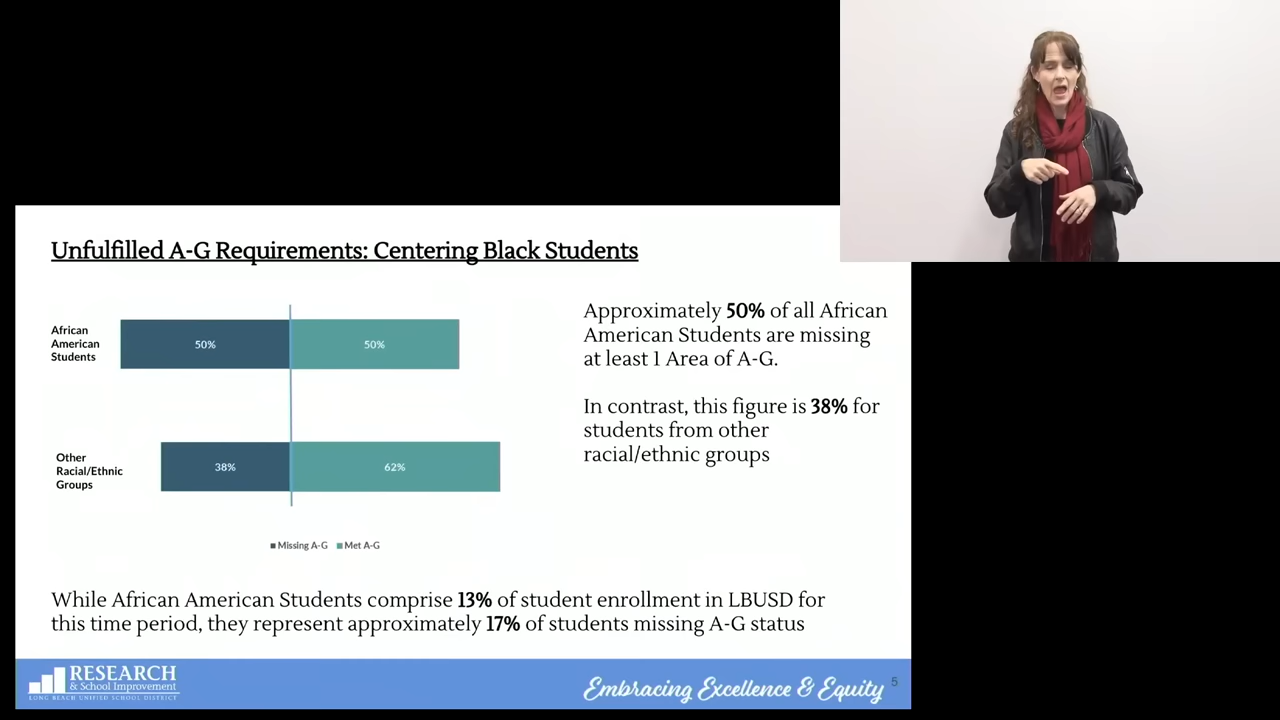 Unfulfilled A-G Requirements: Centering Black Students
African
American
Students
50%
50%
Other
Racial/Ethnic
Groups
38%
62%
Missing A-G
Met A-G
Approximately 50% of all African
American Students are missing
at least 1 Area of A-G.
In contrast, this figure is 38% for
students from other
racial/ethnic groups
While African American Students comprise 13% of student enrollment in LBUSD for
this time period, they represent approximately 17% of students missing A-G status
RESEARCH
& School Improvement
LONG BEACH UNIFIED SCHOOL DISTRICT
Embracing Excellence & Equity
5